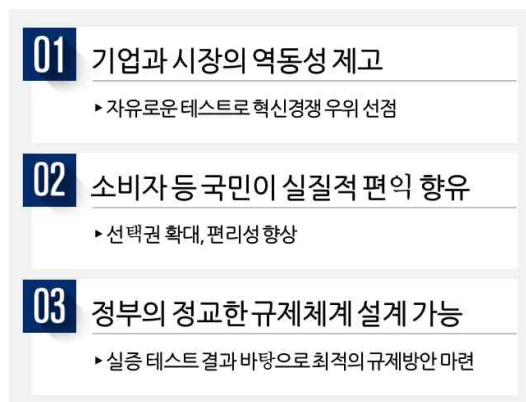 01 기업과 시장의 역동성 제고
▸자유로운 테스트로 혁신경쟁 우위 선점
02 소비자 등 국민이 실질적 편익 향유
▸선택권 확대, 편리성 향상
03 정부의 정교한 규제체계 설계 가능
▸실증 테스트 결과 바탕으로 최적의 규제방안 마련